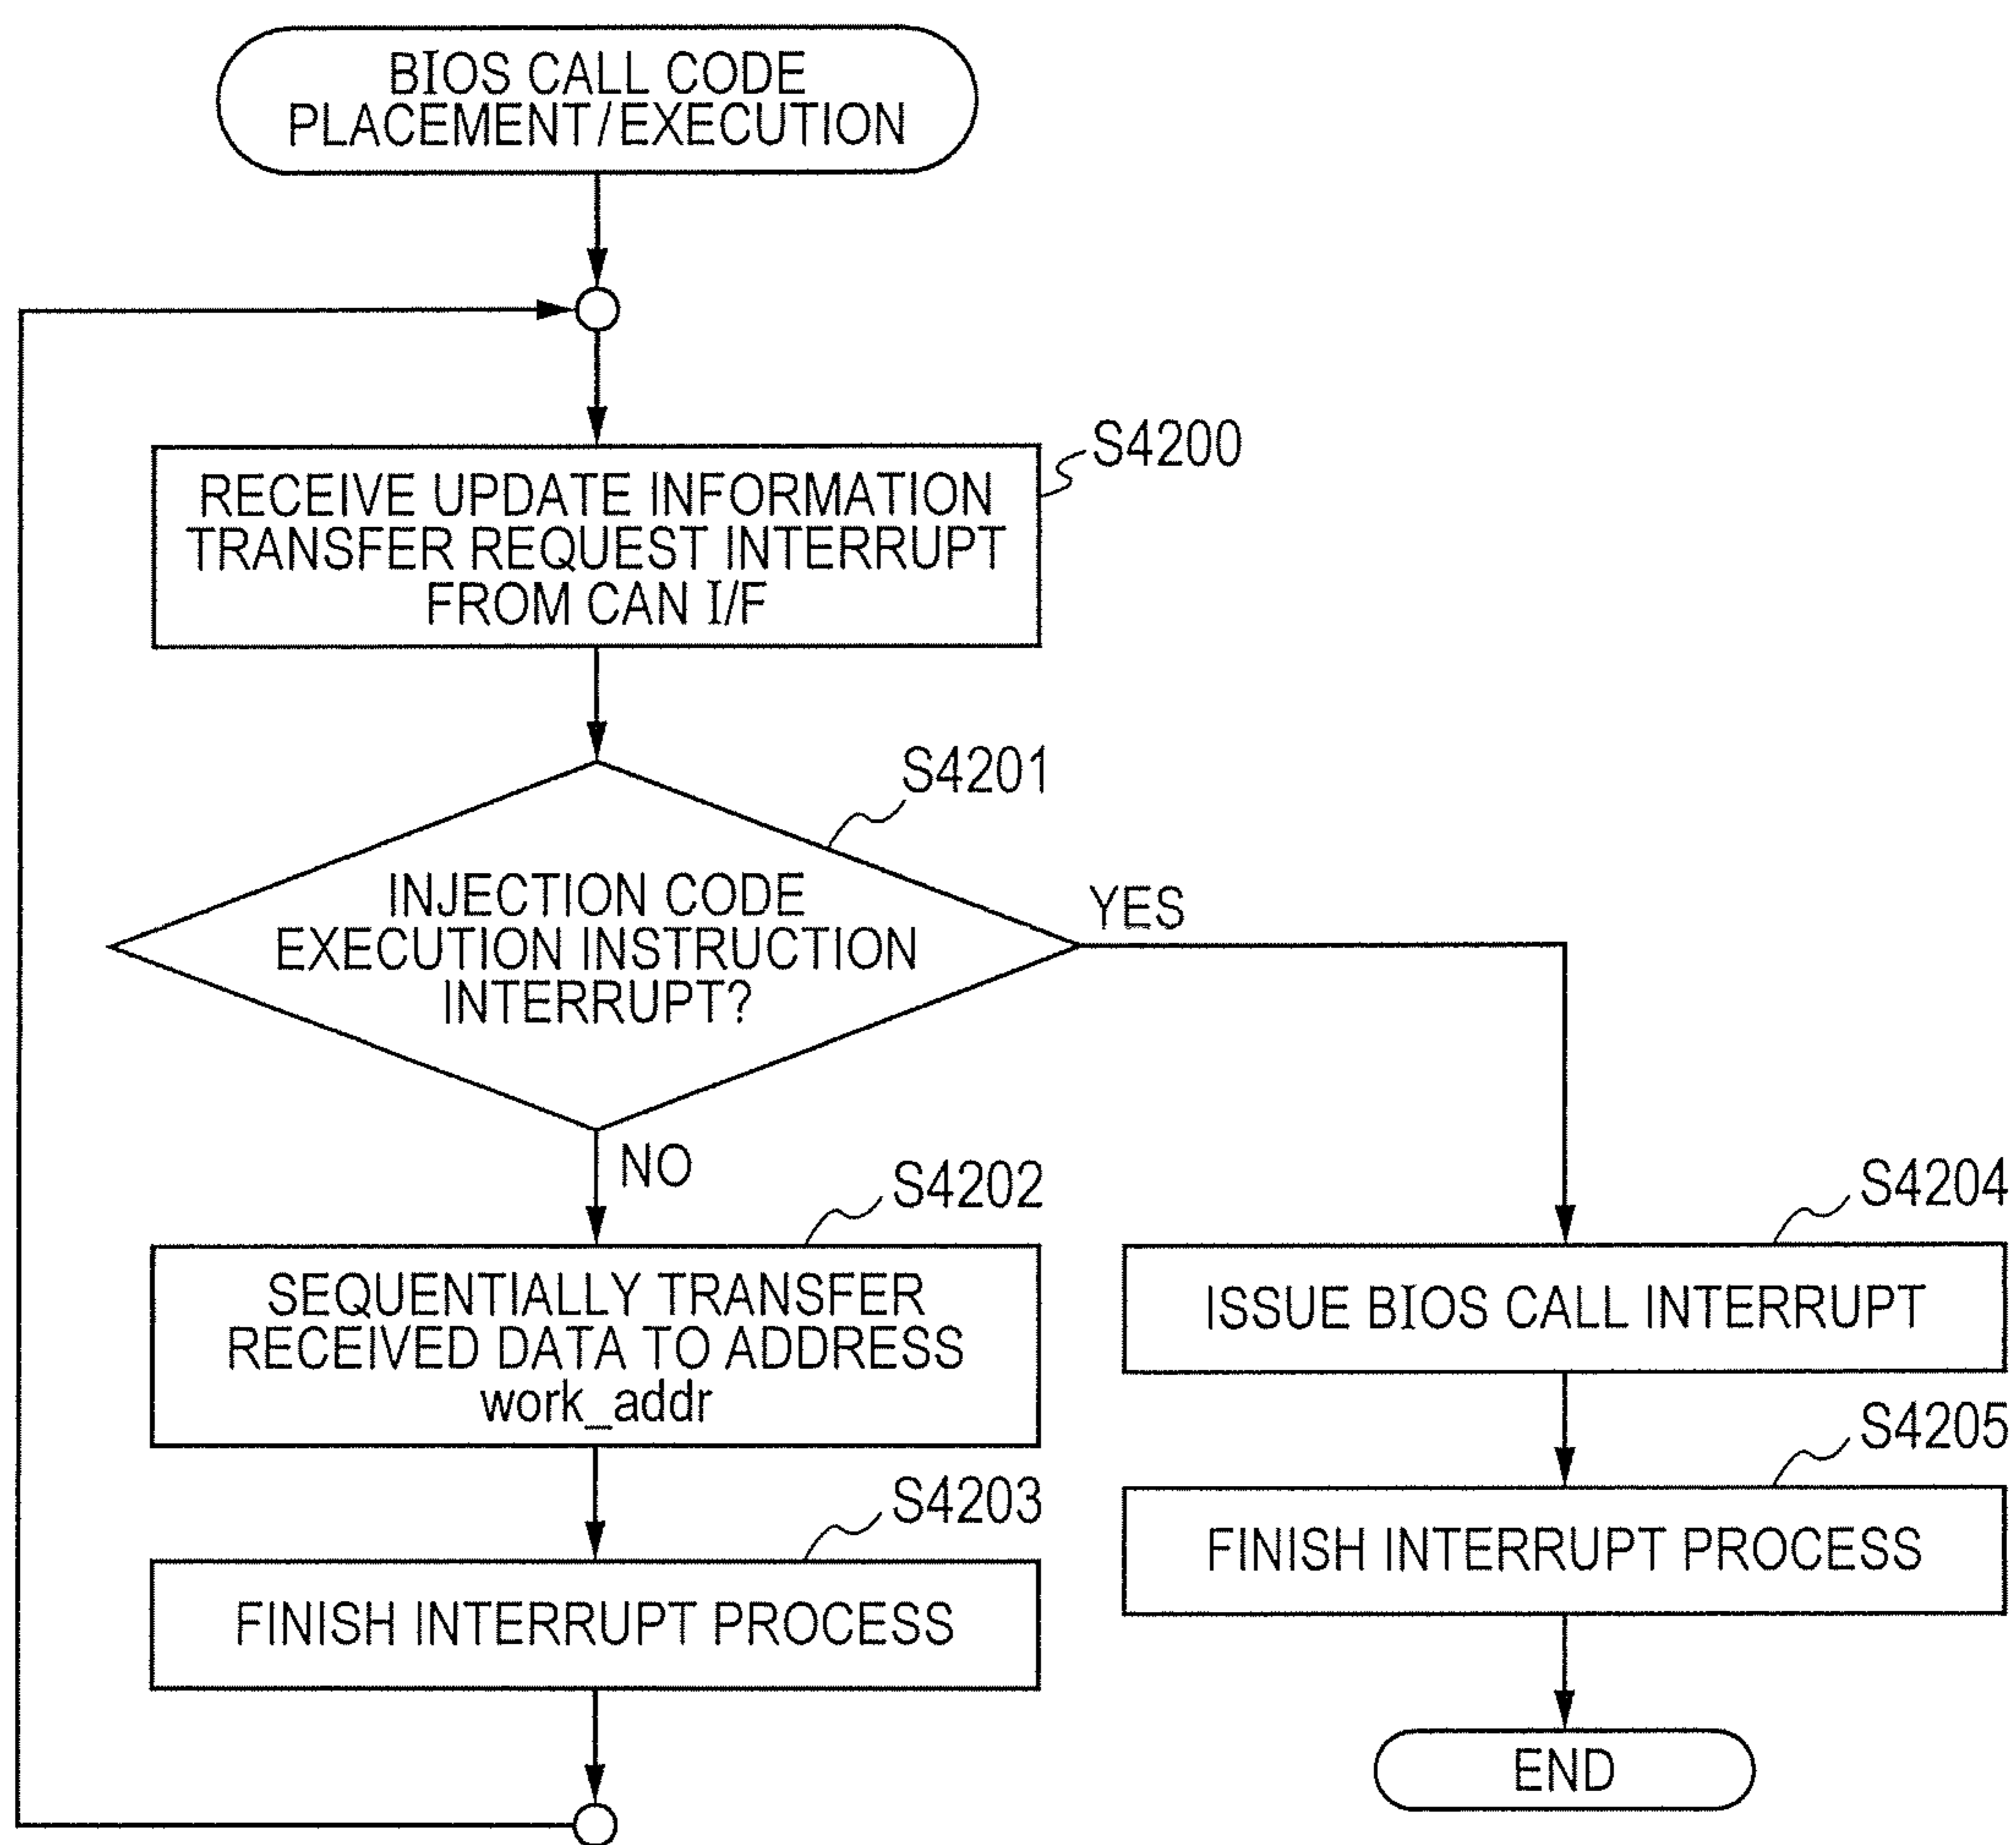 BIOS CALL CODE
PLACEMENT/EXECUTION
S4200
RECEIVE UPDATE INFORMATION
TRANSFER REQUEST INTERRUPT
FROM CAN I/F
S4201
INJECTION CODE
EXECUTION INSTRUCTION
INTERRUPT?
YES
NO
S4202
SEQUENTIALLY TRANSFER
RECEIVED DATA TO ADDRESS
work_addr
S4203
FINISH INTERRUPT PROCESS
S4204
ISSUE BIOS CALL INTERRUPT
S4205
FINISH INTERRUPT PROCESS
END